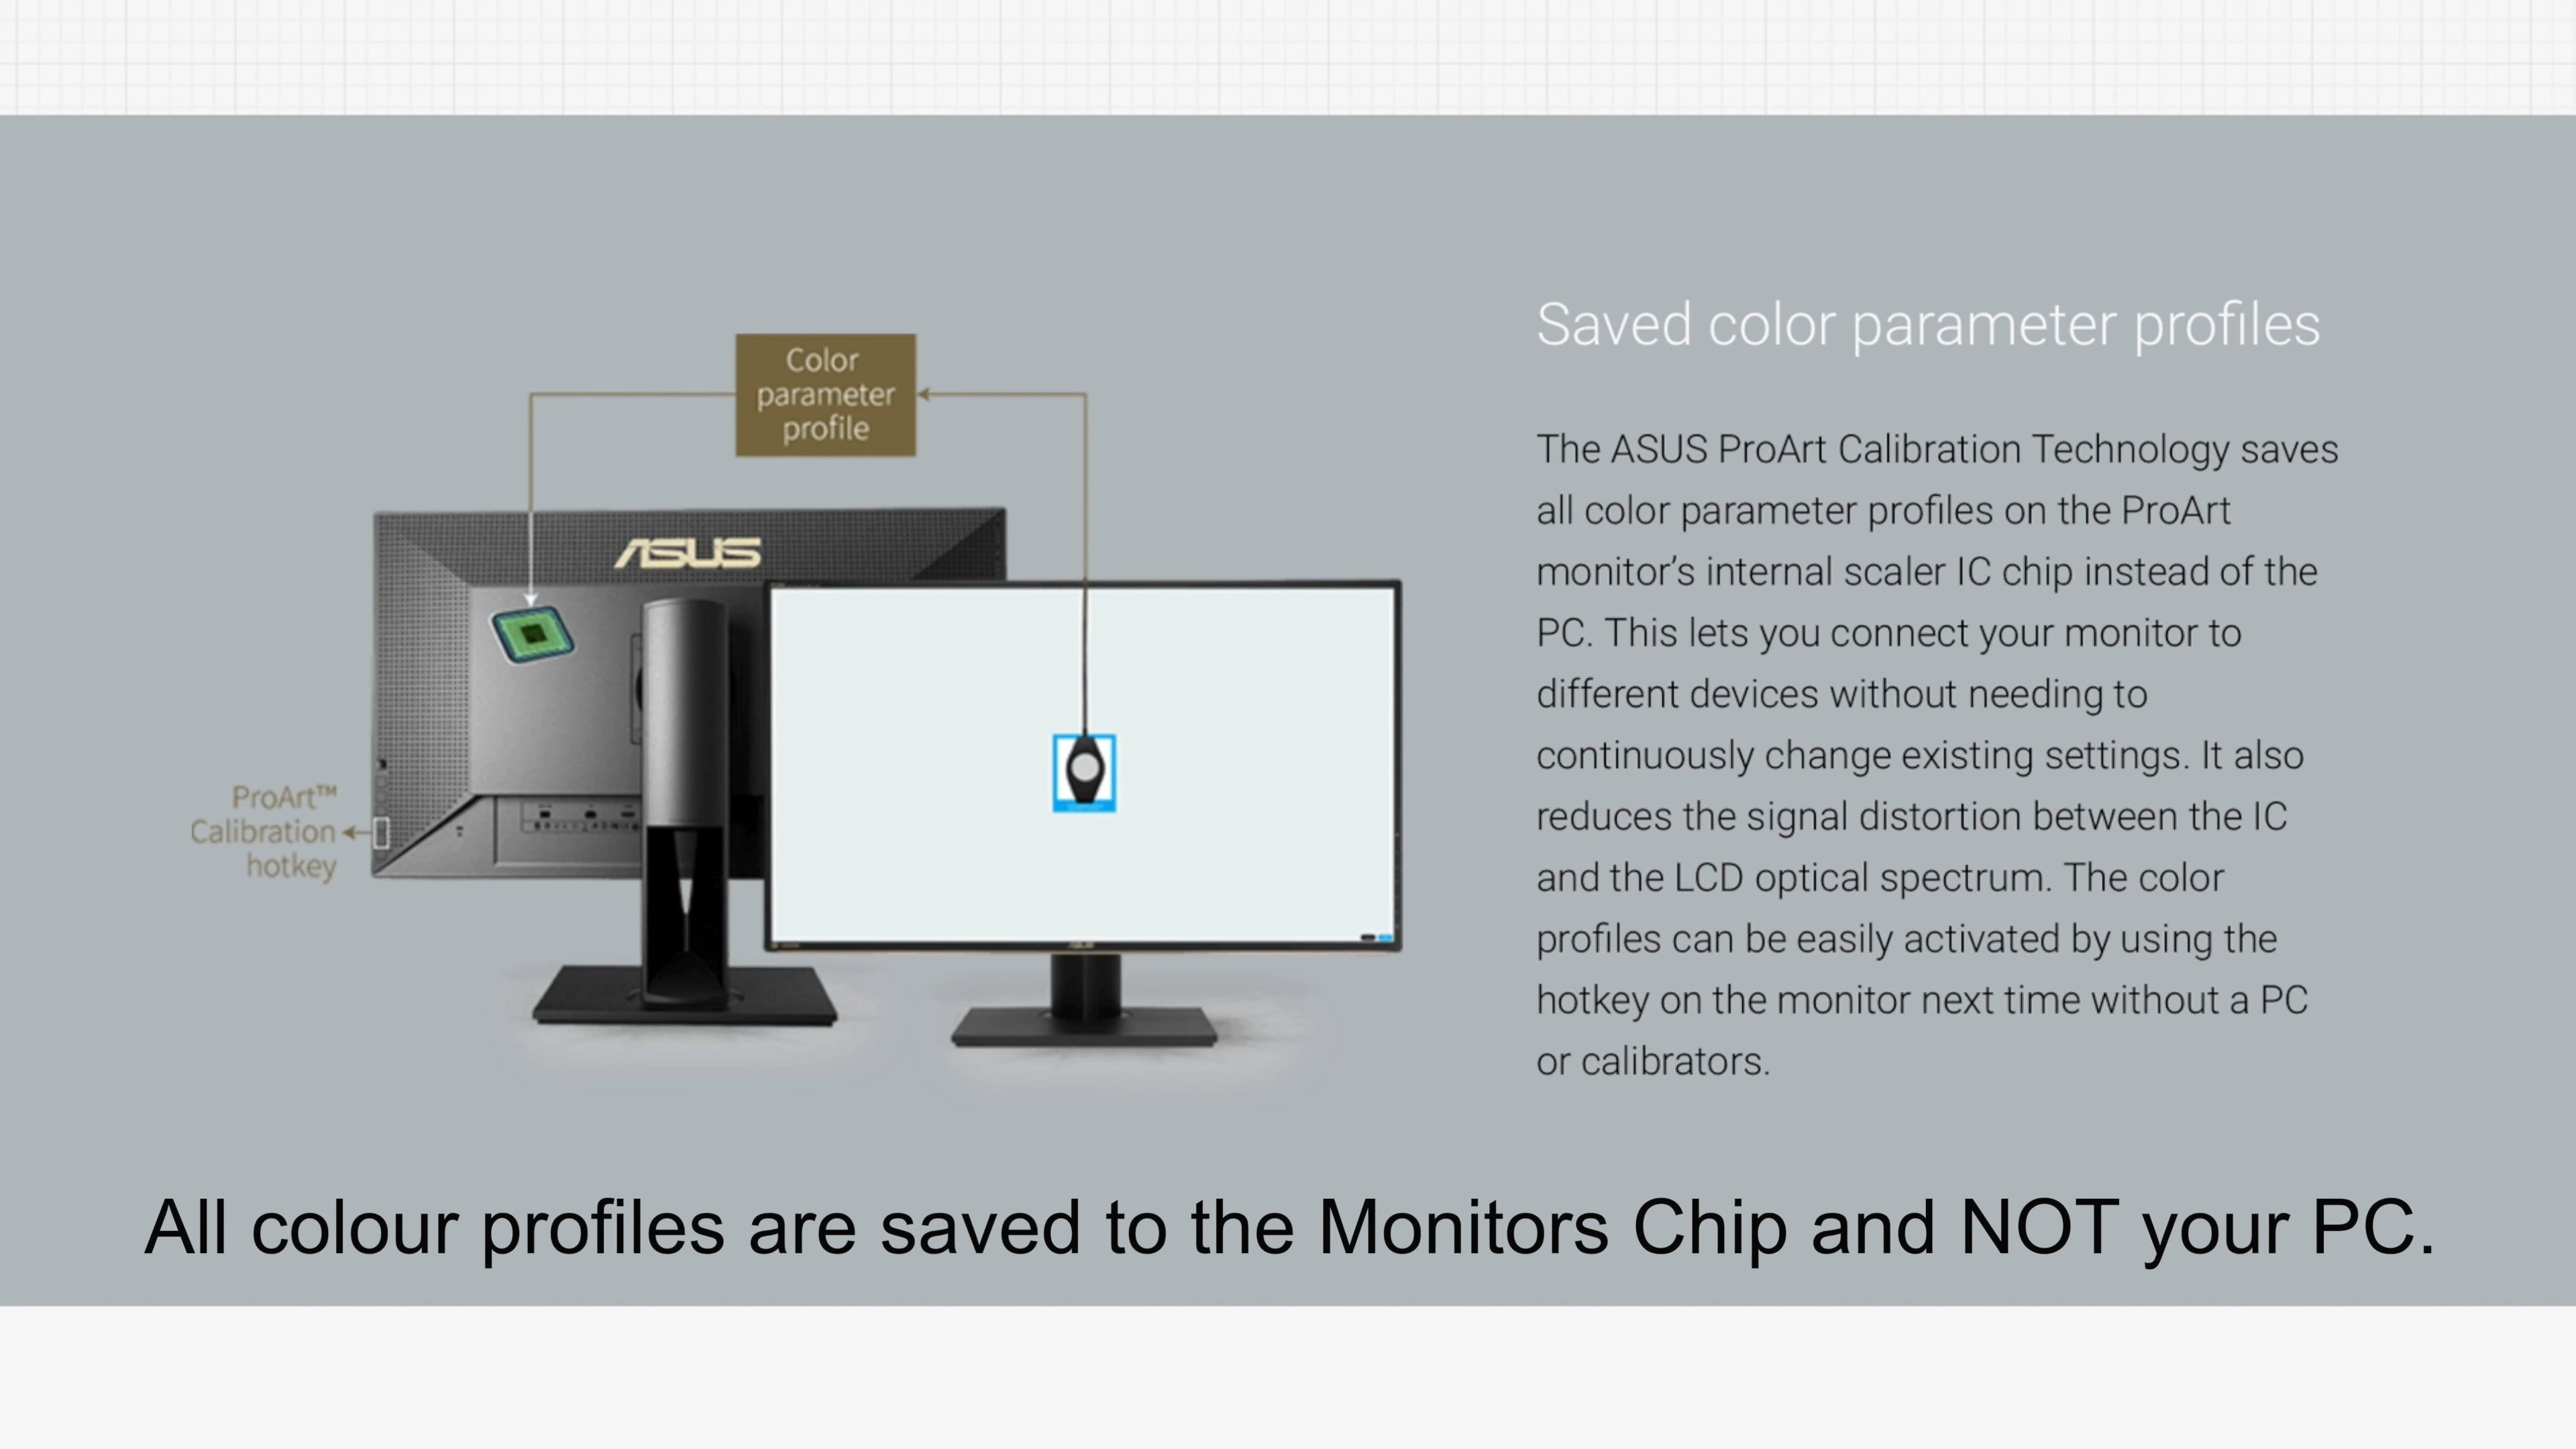 Saved color parameter profiles
Color
parameter
profile
The ASUS ProArt Calibration Technology saves
all color parameter profiles on the ProArt
monitor's internal scaler IC chip instead of the
PC. This lets you connect your monitor to
different devices without needing to
continuously change existing settings. It also
reduces the signal distortion between the IC
and the LCD optical spectrum. The color
profiles can be easily activated by using the
hotkey on the monitor next time without a PC
or calibrators.
ASUS
ProArt™
Calibration
hotkey
ASUS
All colour profiles are saved to the Monitors Chip and NOT your PC.